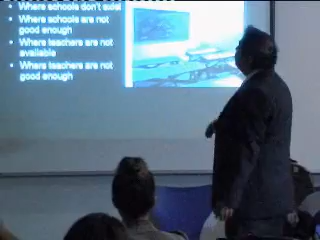 • Where schools don't exist
• Where schools are not
good enough
• Where teachers are not
available
• Where teachers are not
good enough